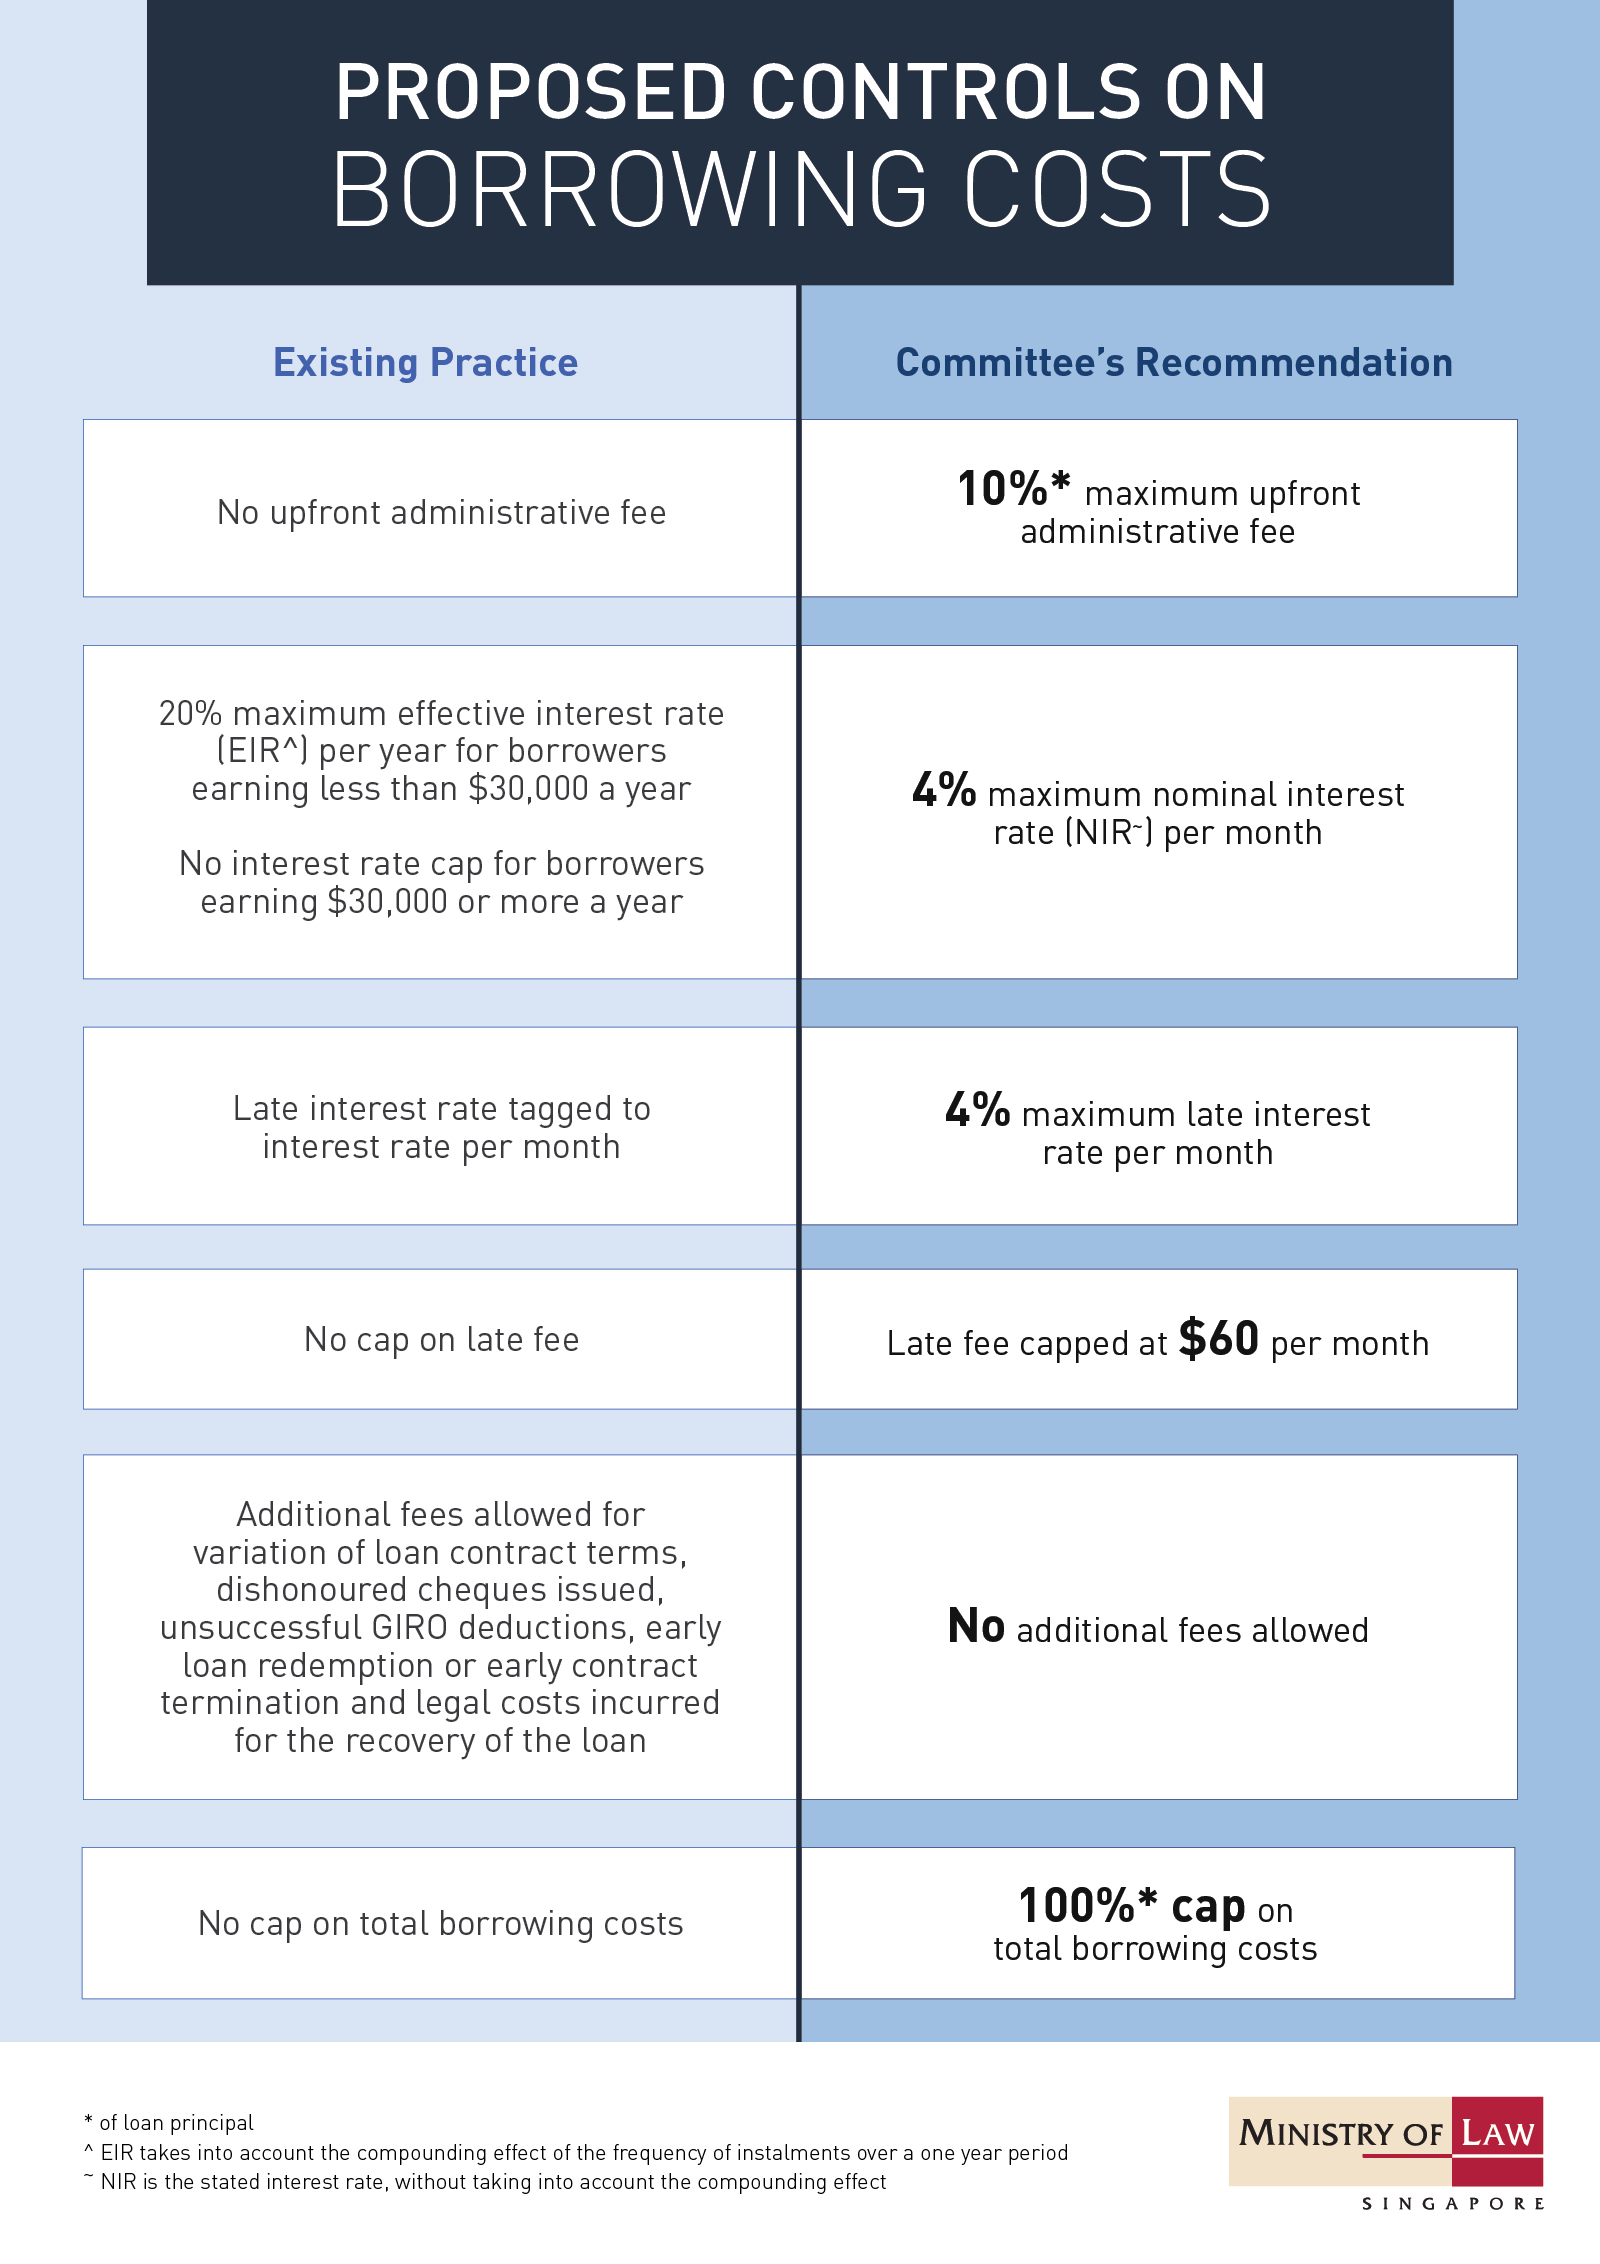 PROPOSED CONTROLS ON
BORROWING COSTS
Existing Practice
Committee's Recommendation
No upfront administrative fee
10%* maximum upfront
administrative fee
20% maximum effective interest rate
(EIR^) per year for borrowers
earning less than $30,000 a year
No interest rate cap for borrowers
earning $30,000 or more a year
4% maximum nominal interest
rate (NIR~) per month
Late interest rate tagged to
interest rate per month
4% maximum late interest
rate per month
No cap on late fee
Late fee capped at $60 per month
Additional fees allowed for
variation of loan contract terms,
dishonoured cheques issued,
unsuccessful GIRO deductions, early
loan redemption or early contract
termination and legal costs incurred
for the recovery of the loan
No additional fees allowed
No cap on total borrowing costs
100%* cap on
total borrowing costs
* of loan principal
^ EIR takes into account the compounding effect of the frequency of instalments over a one year period
~ NIR is the stated interest rate, without taking into account the compounding effect
MINISTRY OF LAW
SINGAPORE